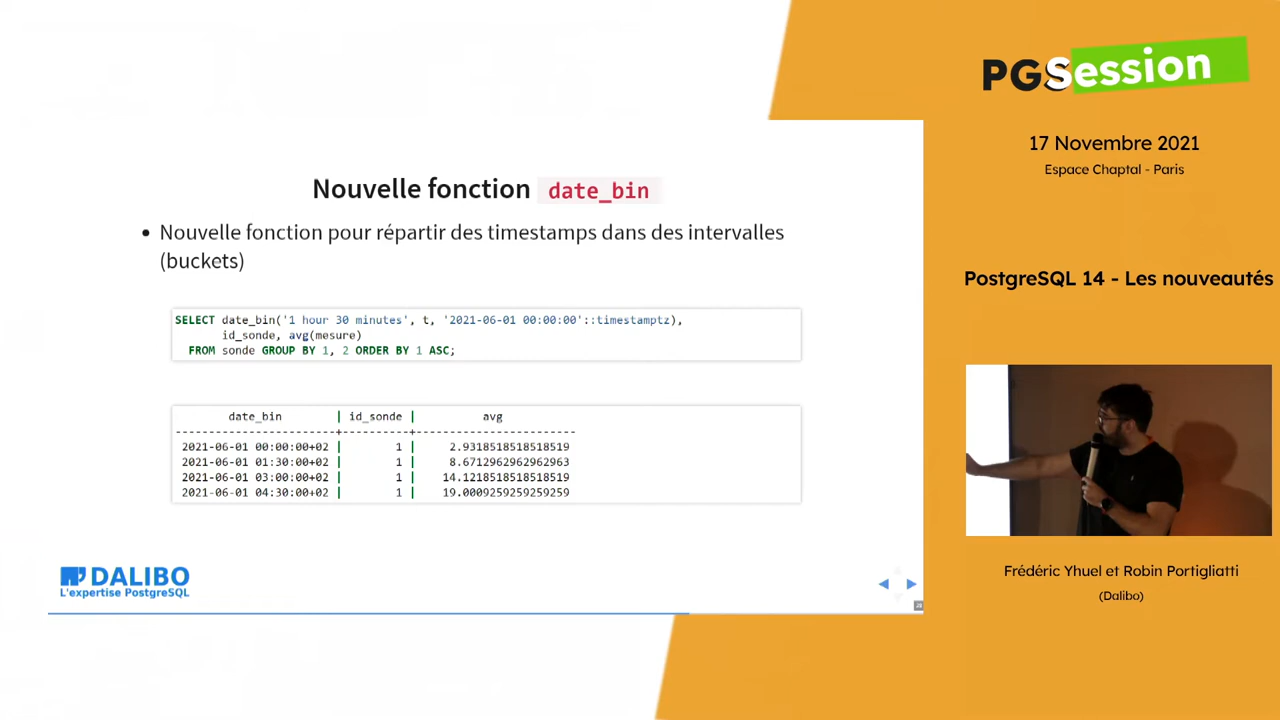 PGSession
17 Novembre 2021
Espace Chaptal - Paris
Nouvelle fonction date_bin
• Nouvelle fonction pour répartir des timestamps dans des intervalles
(buckets)
SELECT date_bin('1 hour 30 minutes', t, '2021-06-01 00:00:00'::timestamptz),
id_sonde, avg(mesure)
FROM sonde GROUP BY 1, 2 ORDER BY 1 ASC;
date_bin | id_sonde | avg
------------------------+----------+---------------------
2021-06-01 00:00:00+02 | 1 | 2.9318518518518519
2021-06-01 01:30:00+02 | 1 | 8.6712962962962963
2021-06-01 03:00:00+02 | 1 | 14.1218518518518519
2021-06-01 04:30:00+02 | 1 | 19.0009259259259259
DALIBO
L'expertise PostgreSQL
PostgreSQL 14 - Les nouveautés
Frédéric Yhuel et Robin Portigliatti
(Dalibo)